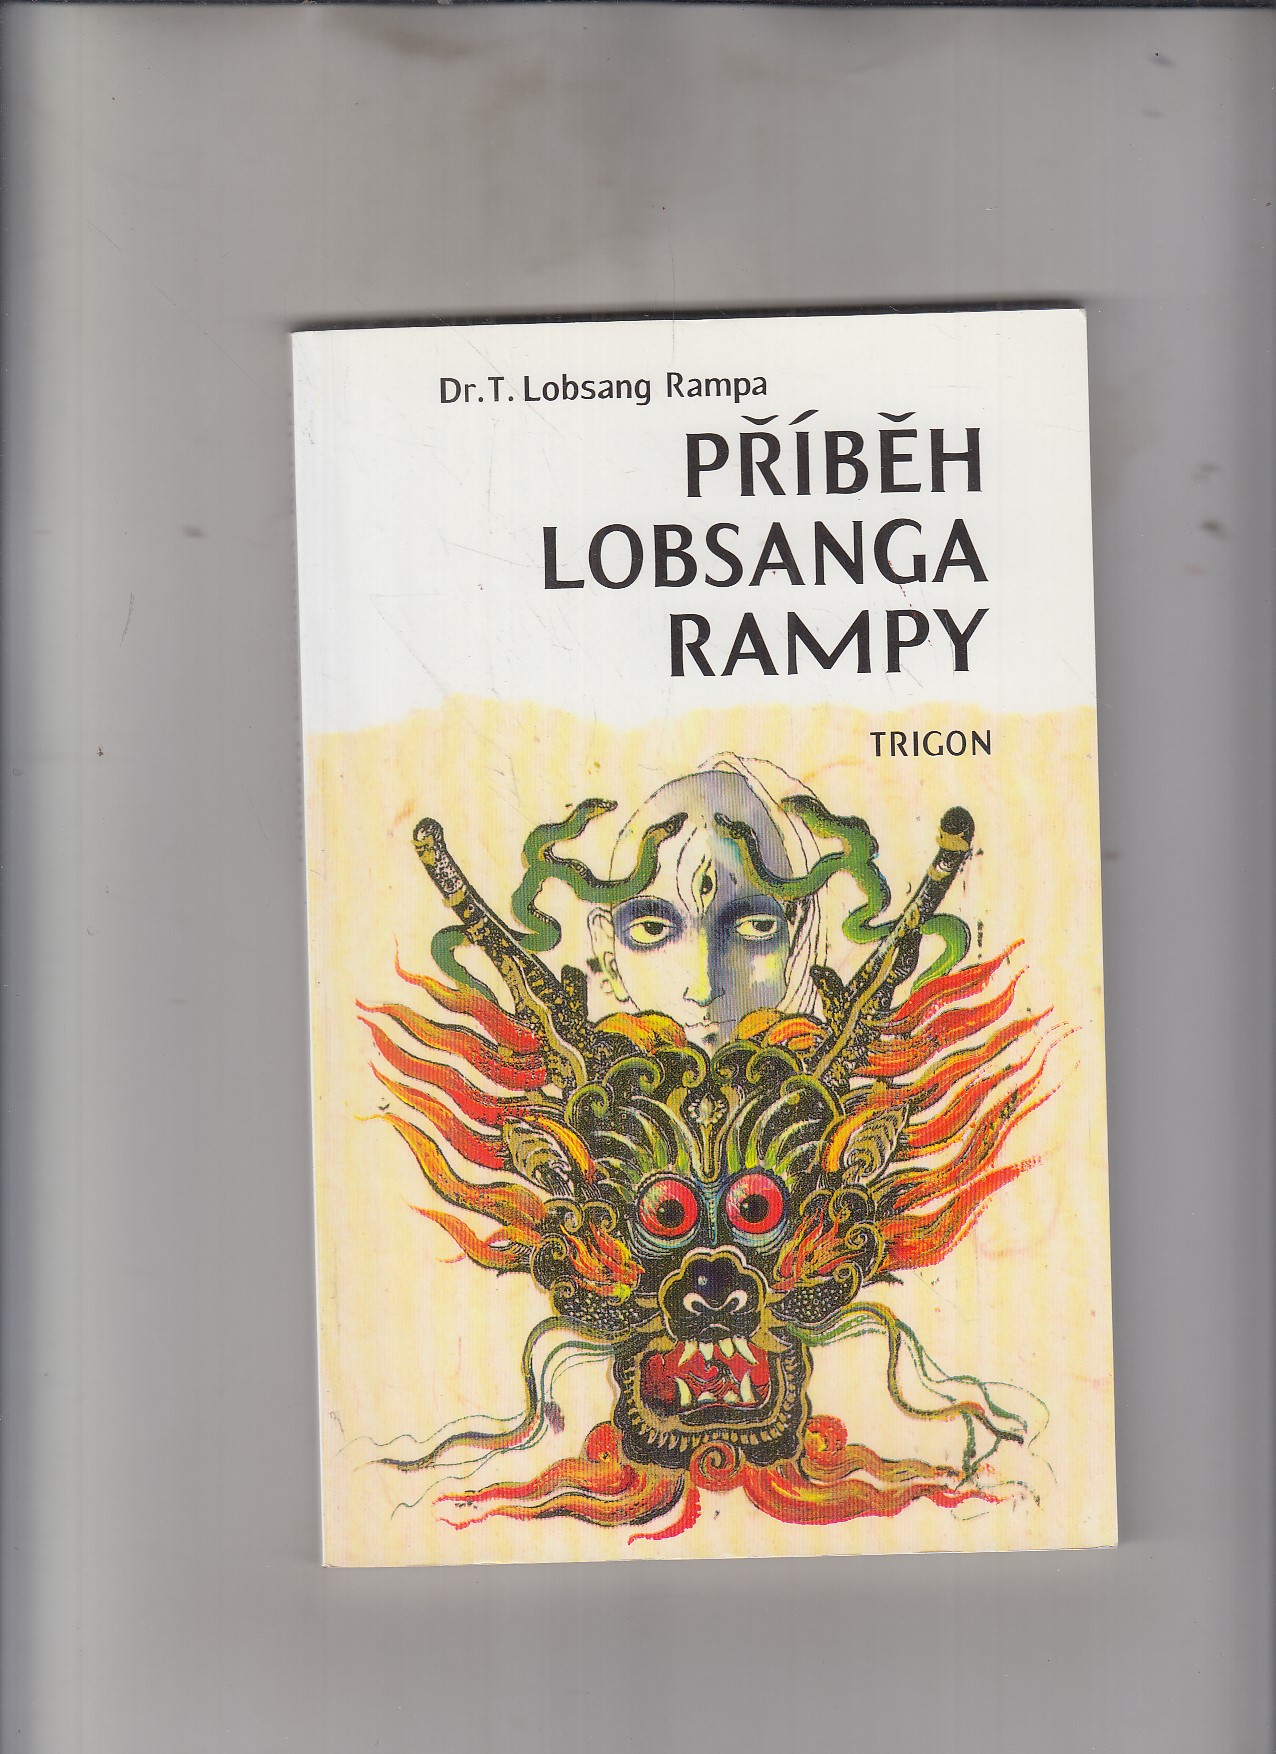 Dr. T. Lobsang Rampa
PŘÍBĚH
LOBSANGA
RAMPY
TRIGON